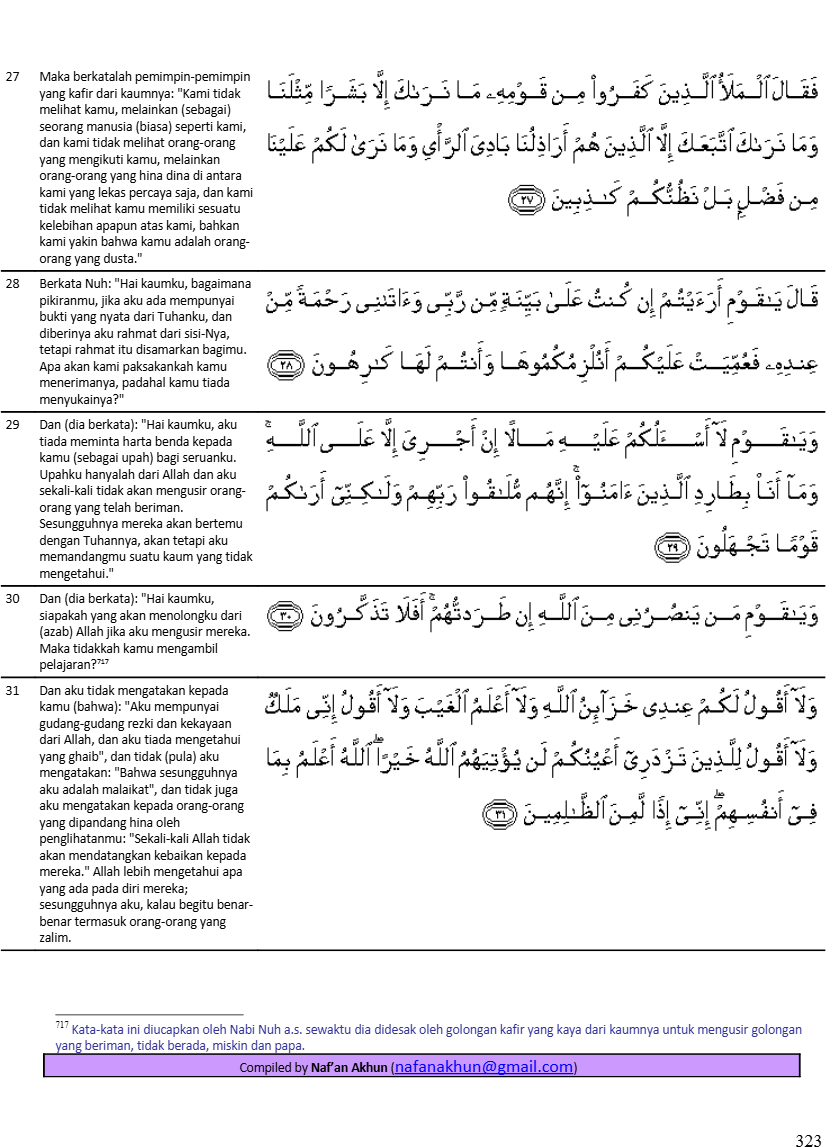 27
Maka berkatalah pemimpin-pemimpin
yang kafir dari kaumnya: "Kami tidak
melihat kamu, melainkan (sebagai)
seorang manusia (biasa) seperti kami,
dan kami tidak melihat orang-orang
yang mengikuti kamu, melainkan
orang-orang yang hina dina di antara
kami yang lekas percaya saja, dan kami
tidak melihat kamu memiliki sesuatu
kelebihan apapun atas kami, bahkan
kami yakin bahwa kamu adalah orang-
orang yang dusta."
فَقَالَ ٱلْمَلَأُ ٱلَّذِينَ كَفَرُوا۟ مِن قَوْمِهِۦ مَا نَرَىٰكَ إِلَّا بَشَرًا مِّثْلَنَا
وَمَا نَرَىٰكَ ٱتَّبَعَكَ إِلَّا ٱلَّذِينَ هُمْ أَرَاذِلُنَا بَادِىَ ٱلرَّأْىِ وَمَا نَرَىٰ لَكُمْ عَلَيْنَا
مِن فَضْلٍۭ بَلْ نَظُنُّكُمْ كَـٰذِبِينَ ٢٧
28
Berkata Nuh: "Hai kaumku, bagaimana
pikiranmu, jika aku ada mempunyai
bukti yang nyata dari Tuhanku, dan
diberinya aku rahmat dari sisi-Nya,
tetapi rahmat itu disamarkan bagimu.
Apa akan kami paksakankah kamu
menerimanya, padahal kamu tiada
menyukainya?"
قَالَ يَـٰقَوْمِ أَرَءَيْتُمْ إِن كُنتُ عَلَىٰ بَيِّنَةٍ مِّن رَّبِّى وَءَاتَىٰنِى رَحْمَةً مِّنْ
عِندِهِۦ فَعُمِّيَتْ عَلَيْكُمْ أَنُلْزِمُكُمُوهَا وَأَنتُمْ لَهَا كَـٰرِهُونَ ٢٨
29
Dan (dia berkata): "Hai kaumku, aku
tiada meminta harta benda kepada
kamu (sebagai upah) bagi seruanku.
Upahku hanyalah dari Allah dan aku
sekali-kali tidak akan mengusir orang-
orang yang telah beriman.
Sesungguhnya mereka akan bertemu
dengan Tuhannya, akan tetapi aku
memandangmu suatu kaum yang tidak
mengetahui."
وَيَـٰقَوْمِ لَآ أَسْـَٔلُكُمْ عَلَيْهِ مَالًا إِنْ أَجْرِىَ إِلَّا عَلَى ٱللَّهِ ۚ
وَمَآ أَنَا۠ بِطَارِدِ ٱلَّذِينَ ءَامَنُوٓا۟ ۚ إِنَّهُم مُّلَـٰقُوا۟ رَبِّهِمْ وَلَـٰكِنِّىٓ أَرَىٰكُمْ
قَوْمًا تَجْهَلُونَ ٢٩
30
Dan (dia berkata): "Hai kaumku,
siapakah yang akan menolongku dari
(azab) Allah jika aku mengusir mereka.
Maka tidakkah kamu mengambil
pelajaran?717
وَيَـٰقَوْمِ مَن يَنصُرُنِى مِنَ ٱللَّهِ إِن طَرَدتُّهُمْ ۚ أَفَلَا تَذَكَّرُونَ ٣٠
31
Dan aku tidak mengatakan kepada
kamu (bahwa): "Aku mempunyai
gudang-gudang rezki dan kekayaan
dari Allah, dan aku tiada mengetahui
yang ghaib", dan tidak (pula) aku
mengatakan: "Bahwa sesungguhnya
aku adalah malaikat", dan tidak juga
aku mengatakan kepada orang-orang
yang dipandang hina oleh
penglihatanmu: "Sekali-kali Allah tidak
akan mendatangkan kebaikan kepada
mereka." Allah lebih mengetahui apa
yang ada pada diri mereka;
sesungguhnya aku, kalau begitu benar-
benar termasuk orang-orang yang
zalim.
وَلَآ أَقُولُ لَكُمْ عِندِى خَزَآئِنُ ٱللَّهِ وَلَآ أَعْلَمُ ٱلْغَيْبَ وَلَآ أَقُولُ إِنِّى مَلَكٌ
وَلَآ أَقُولُ لِلَّذِينَ تَزْدَرِىٓ أَعْيُنُكُمْ لَن يُؤْتِيَهُمُ ٱللَّهُ خَيْرًا ۖ ٱللَّهُ أَعْلَمُ بِمَا
فِىٓ أَنفُسِهِمْ ۖ إِنِّىٓ إِذًا لَّمِنَ ٱلظَّـٰلِمِينَ ٣١
717 Kata-kata ini diucapkan oleh Nabi Nuh a.s. sewaktu dia didesak oleh golongan kafir yang kaya dari kaumnya untuk mengusir golongan
yang beriman, tidak berada, miskin dan papa.
Compiled by Naf'an Akhun (nafanakhun@gmail.com)
323